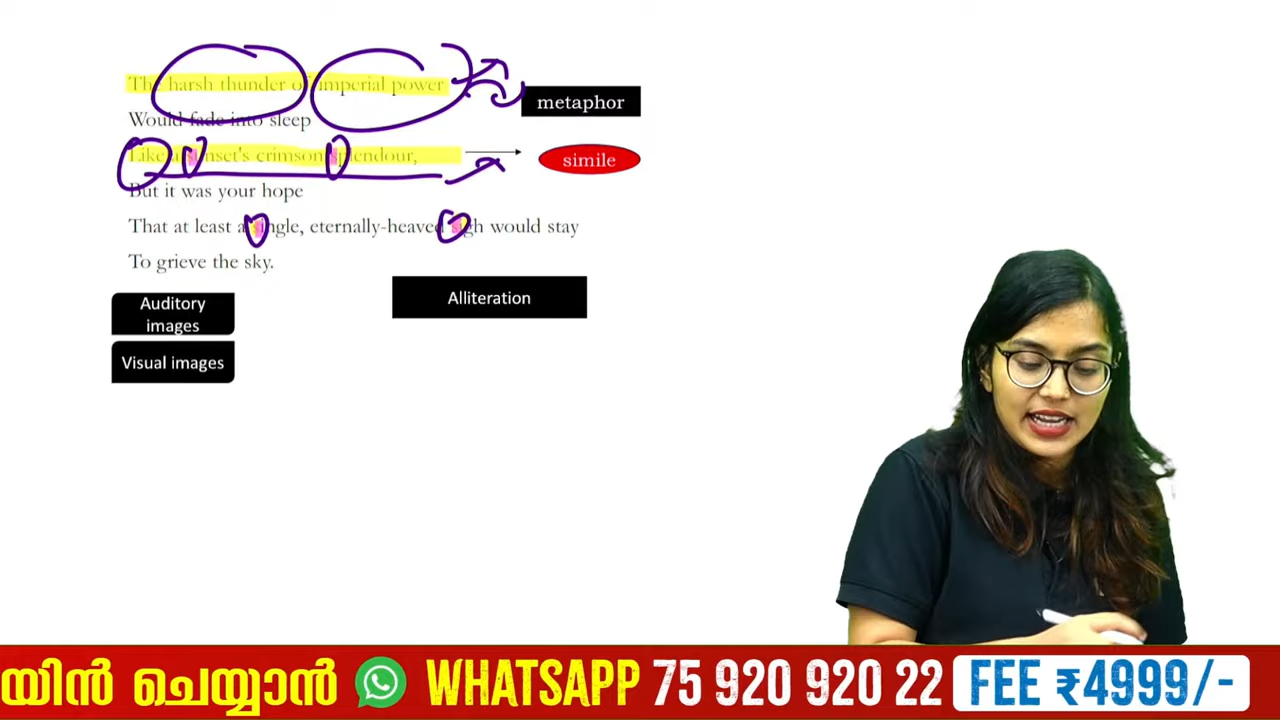 The harsh thunder of imperial power
metaphor
Would fade into sleep
Like a sunset's crimson splendour,
simile
But it was your hope
That at least a single, eternally-heaved sigh would stay
To grieve the sky.
Auditory images
Alliteration
Visual images
യിൻ ചെയ്യാൻ WHATSAPP 75 920 920 22 FEE ₹4999/-